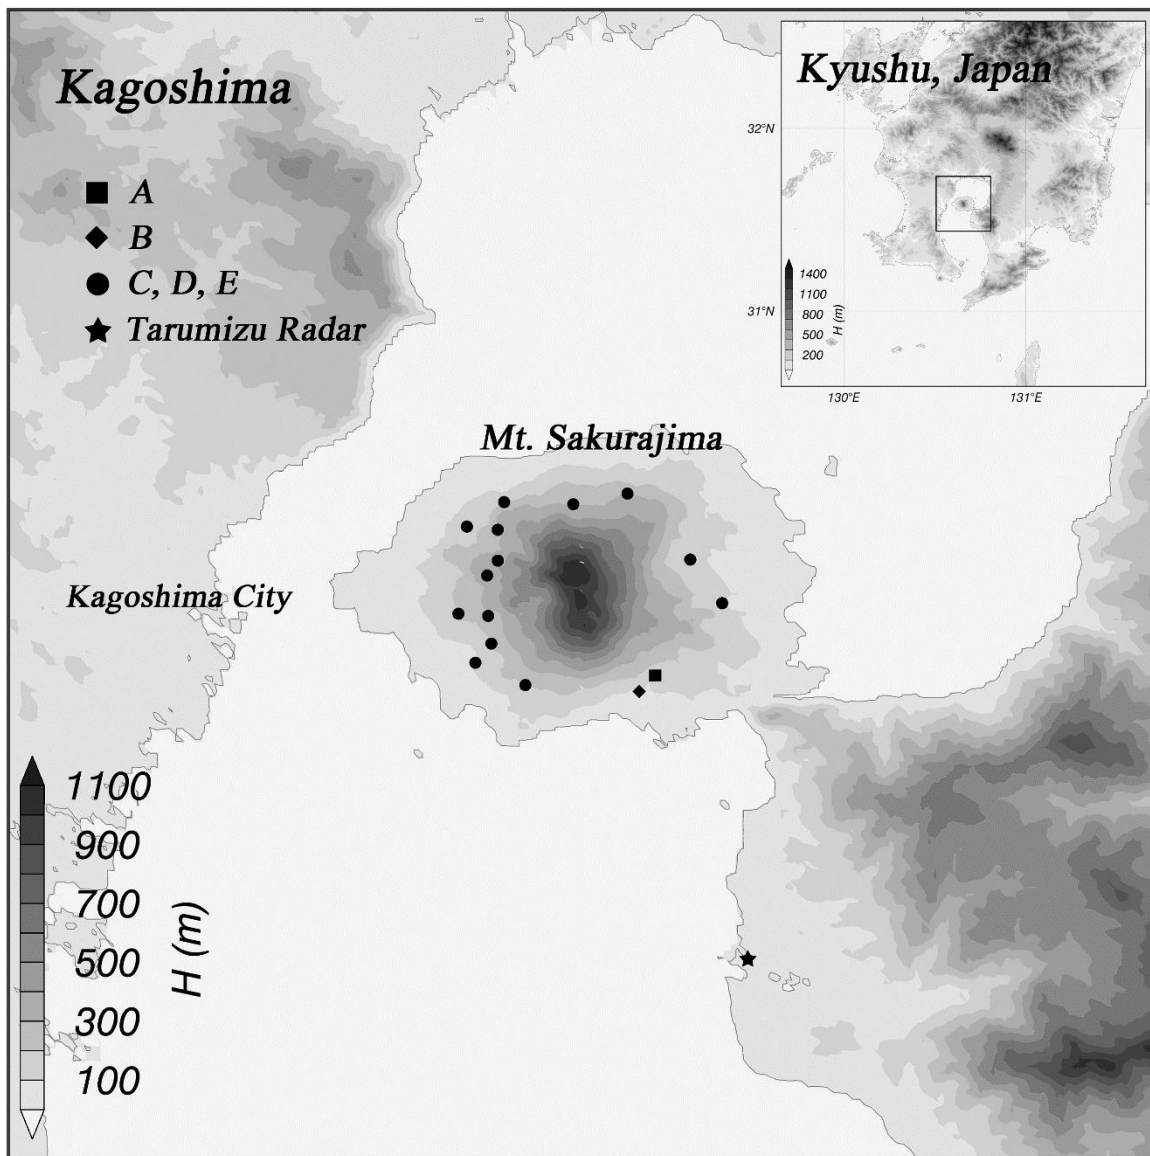 Kagoshima
A
B
C, D, E
Tarumizu Radar
Kyushu, Japan
32°N
31°N
130°E
131°E
1400
1100
800
500
200
H (m)
Mt. Sakurajima
Kagoshima City
1100
900
700
500
300
100
H (m)